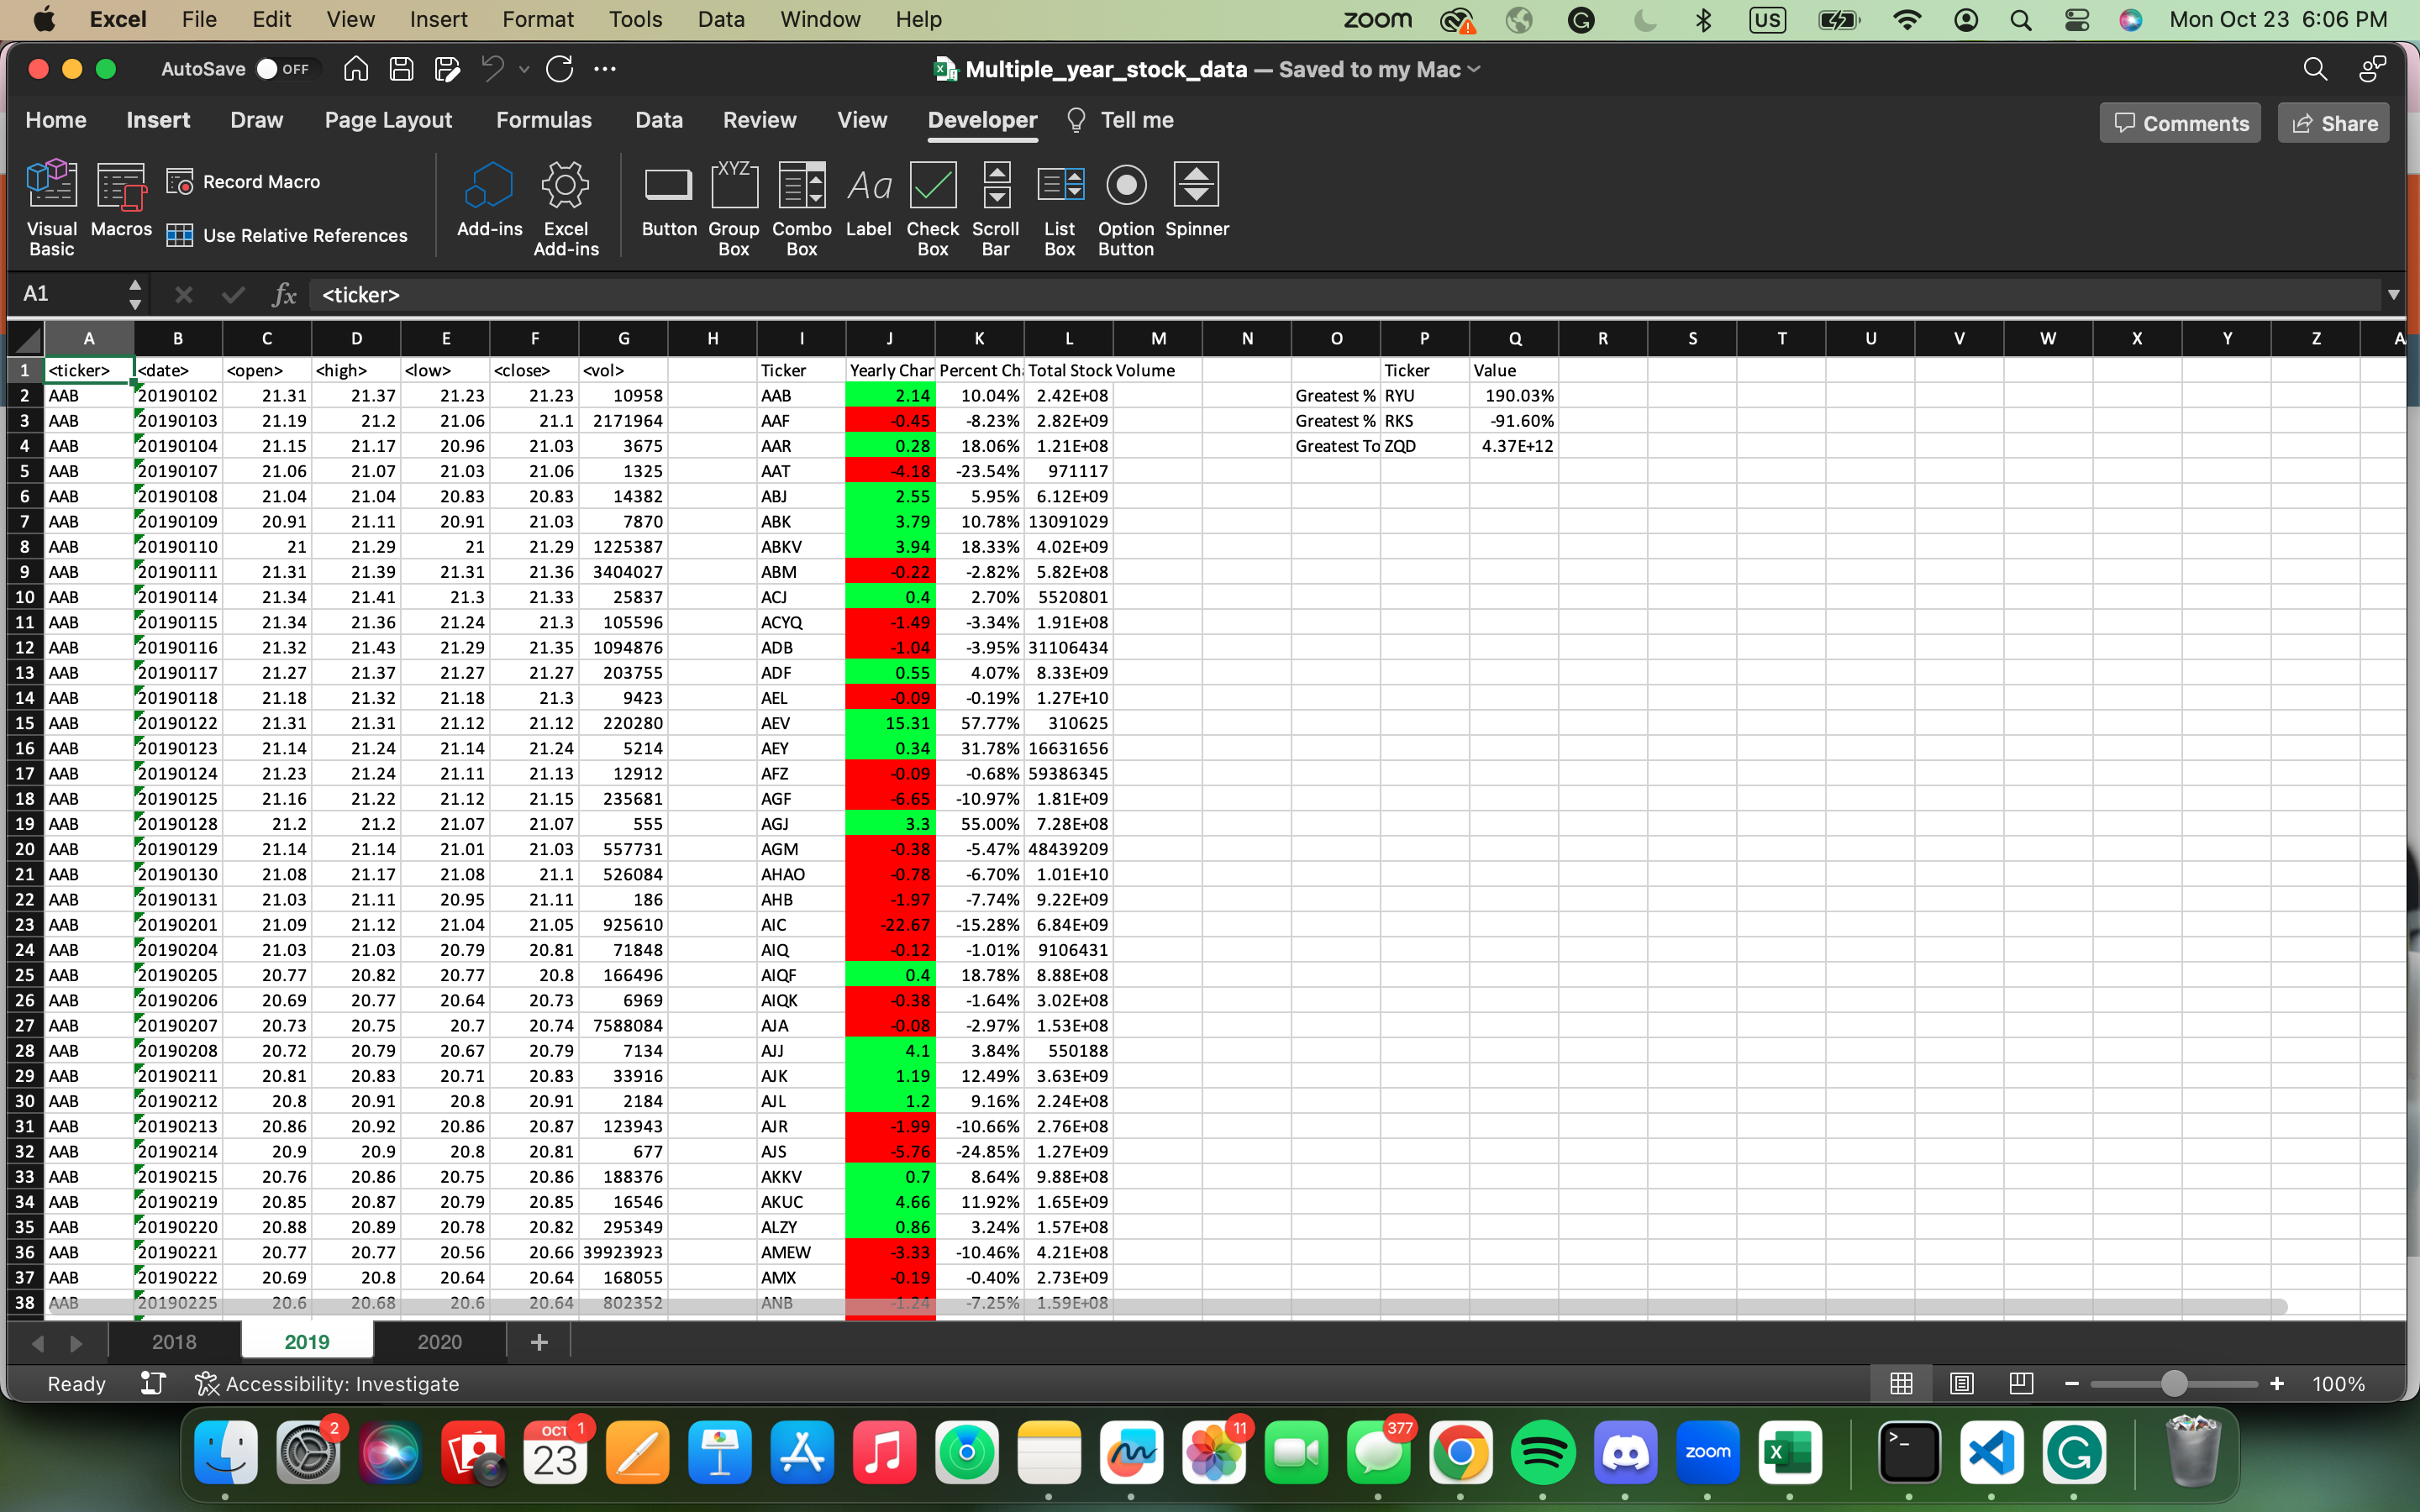 Excel File Edit View Insert Format Tools Data Window Help zoom US Mon Oct 23 6:06 PM
AutoSave OFF Multiple_year_stock_data — Saved to my Mac
Home Insert Draw Page Layout Formulas Data Review View Developer Tell me Comments Share
Visual Basic Macros Record Macro Use Relative References Add-ins Excel Add-ins Button Group Box Combo Box Label Check Box Scroll Bar List Box Option Button Spinner
XYZ Aa
A1 fx <ticker>
A B C D E F G H I J K L M N O P Q R S T U V W X Y Z A
1 <ticker> <date> <open> <high> <low> <close> <vol> Ticker Yearly Chan Percent Ch Total Stock Volume Ticker Value
2 AAB 20190102 21.31 21.37 21.23 21.23 10958 AAB 2.14 10.04% 2.42E+08 Greatest % RYU 190.03%
3 AAB 20190103 21.19 21.2 21.06 21.1 2171964 AAF -0.45 -8.23% 2.82E+09 Greatest % RKS -91.60%
4 AAB 20190104 21.15 21.17 20.96 21.03 3675 AAR 0.28 18.06% 1.21E+08 Greatest To ZQD 4.37E+12
5 AAB 20190107 21.06 21.07 21.03 21.06 1325 AAT -4.18 -23.54% 971117
6 AAB 20190108 21.04 21.04 20.83 20.83 14382 ABJ 2.55 5.95% 6.12E+09
7 AAB 20190109 20.91 21.11 20.91 21.03 7870 ABK 3.79 10.78% 13091029
8 AAB 20190110 21 21.29 21 21.29 1225387 ABKV 3.94 18.33% 4.02E+09
9 AAB 20190111 21.31 21.39 21.31 21.36 3404027 ABM -0.22 -2.82% 5.82E+08
10 AAB 20190114 21.34 21.41 21.3 21.33 25837 ACJ 0.4 2.70% 5520801
11 AAB 20190115 21.34 21.36 21.24 21.3 105596 ACYQ -1.49 -3.34% 1.91E+08
12 AAB 20190116 21.32 21.43 21.29 21.35 1094876 ADB -1.04 -3.95% 31106434
13 AAB 20190117 21.27 21.37 21.27 21.27 203755 ADF 0.55 4.07% 8.33E+09
14 AAB 20190118 21.18 21.32 21.18 21.3 9423 AEL -0.09 -0.19% 1.27E+10
15 AAB 20190122 21.31 21.31 21.12 21.12 220280 AEV 15.31 57.77% 310625
16 AAB 20190123 21.14 21.24 21.14 21.24 5214 AEY 0.34 31.78% 16631656
17 AAB 20190124 21.23 21.24 21.11 21.13 12912 AFZ -0.09 -0.68% 59386345
18 AAB 20190125 21.16 21.22 21.12 21.15 235681 AGF -6.65 -10.97% 1.81E+09
19 AAB 20190128 21.2 21.2 21.07 21.07 555 AGJ 3.3 55.00% 7.28E+08
20 AAB 20190129 21.14 21.14 21.01 21.03 557731 AGM -0.38 -5.47% 48439209
21 AAB 20190130 21.08 21.17 21.08 21.1 526084 AHAO -0.78 -6.70% 1.01E+10
22 AAB 20190131 21.03 21.11 20.95 21.11 186 AHB -1.97 -7.74% 9.22E+09
23 AAB 20190201 21.09 21.12 21.04 21.05 925610 AIC -22.67 -15.28% 6.84E+09
24 AAB 20190204 21.03 21.03 20.79 20.81 71848 AIQ -0.12 -1.01% 9106431
25 AAB 20190205 20.77 20.82 20.77 20.8 166496 AIQF 0.4 18.78% 8.88E+08
26 AAB 20190206 20.69 20.77 20.64 20.73 6969 AIQK -0.38 -1.64% 3.02E+08
27 AAB 20190207 20.73 20.75 20.7 20.74 7588084 AJA -0.08 -2.97% 1.53E+08
28 AAB 20190208 20.72 20.79 20.67 20.79 7134 AJJ 4.1 3.84% 550188
29 AAB 20190211 20.81 20.83 20.71 20.83 33916 AJK 1.19 12.49% 3.63E+09
30 AAB 20190212 20.8 20.91 20.8 20.91 2184 AJL 1.2 9.16% 2.24E+08
31 AAB 20190213 20.86 20.92 20.86 20.87 123943 AJR -1.99 -10.66% 2.76E+08
32 AAB 20190214 20.9 20.9 20.8 20.81 677 AJS -5.76 -24.85% 1.27E+09
33 AAB 20190215 20.76 20.86 20.75 20.86 188376 AKKV 0.7 8.64% 9.88E+08
34 AAB 20190219 20.85 20.87 20.79 20.85 16546 AKUC 4.66 11.92% 1.65E+09
35 AAB 20190220 20.88 20.89 20.78 20.82 295349 ALZY 0.86 3.24% 1.57E+08
36 AAB 20190221 20.77 20.77 20.56 20.66 39923923 AMEW -3.33 -10.46% 4.21E+08
37 AAB 20190222 20.69 20.8 20.64 20.64 168055 AMX -0.19 -0.40% 2.73E+09
38 AAB 20190225 20.6 20.68 20.6 20.64 802352 ANB -1.24 -7.25% 1.59E+08
2018 2019 2020 +
Ready Accessibility: Investigate 100%
2 OCT 1 23 11 377 zoom X >_